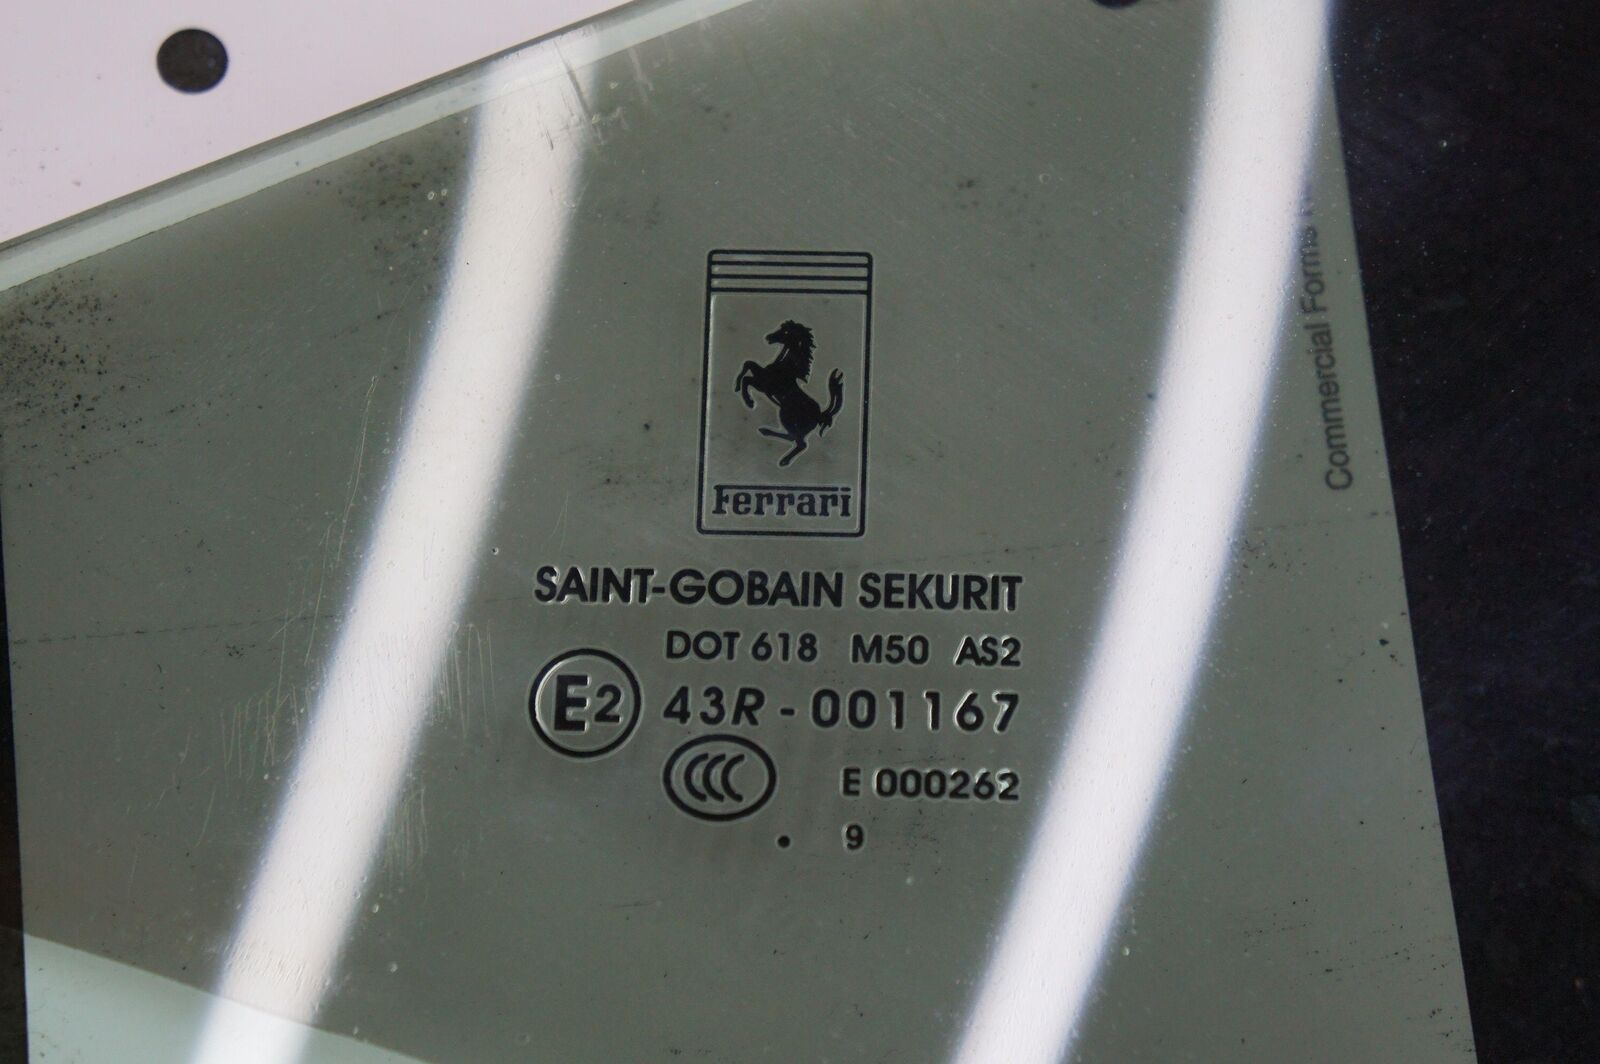 Ferrari
SAINT-GOBAIN SEKURIT
DOT 618 M50 AS2
E2 43R - 001167
CCC E 000262
. 9
Commercial Forms